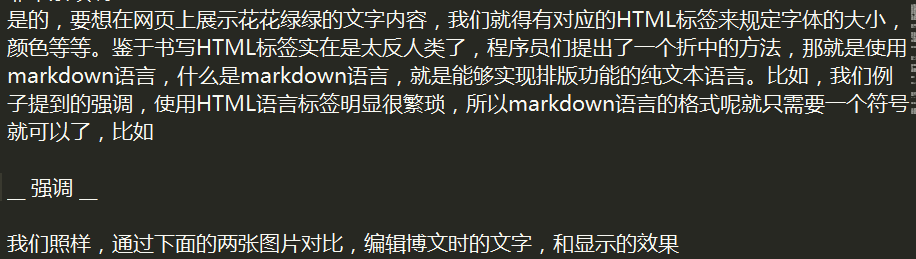 是的，要想在网页上展示花花绿绿的文字内容，我们就得有对应的HTML标签来规定字体的大小，
颜色等等。鉴于书写HTML标签实在是太反人类了，程序员们提出了一个折中的方法，那就是使用
markdown语言，什么是markdown语言，就是能够实现排版功能的纯文本语言。比如，我们例
子提到的强调，使用HTML语言标签明显很繁琐，所以markdown语言的格式呢就只需要一个符号
就可以了，比如
__ 强调 __
我们照样，通过下面的两张图片对比，编辑博文时的文字，和显示的效果